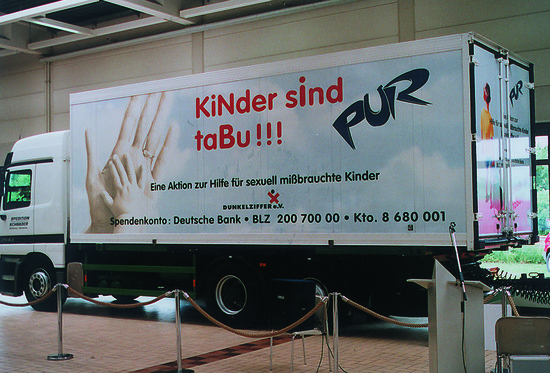 KiNder sind
taBu!!!
PUR
Eine Aktion zur Hilfe für sexuell mißbrauchte Kinder
DUNKELZIFFER e.V.
Spendenkonto: Deutsche Bank • BLZ 200 700 00 • Kto. 8 680 001
SPEDITION
PUR